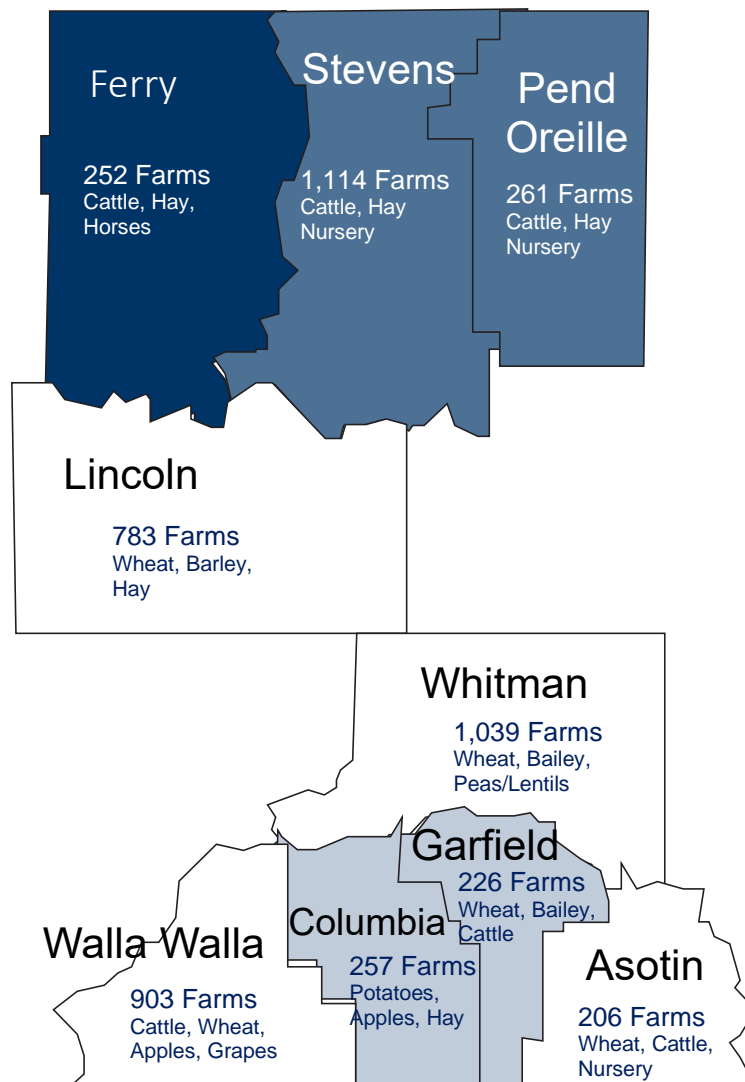 Ferry
252 Farms
Cattle, Hay,
Horses
Stevens
1,114 Farms
Cattle, Hay
Nursery
Pend
Oreille
261 Farms
Cattle, Hay
Nursery
Lincoln
783 Farms
Wheat, Barley,
Hay
Whitman
1,039 Farms
Wheat, Bailey,
Peas/Lentils
Garfield
226 Farms
Wheat, Bailey,
Cattle
Columbia
257 Farms
Potatoes,
Apples, Hay
Walla Walla
903 Farms
Cattle, Wheat,
Apples, Grapes
Asotin
206 Farms
Wheat, Cattle,
Nursery